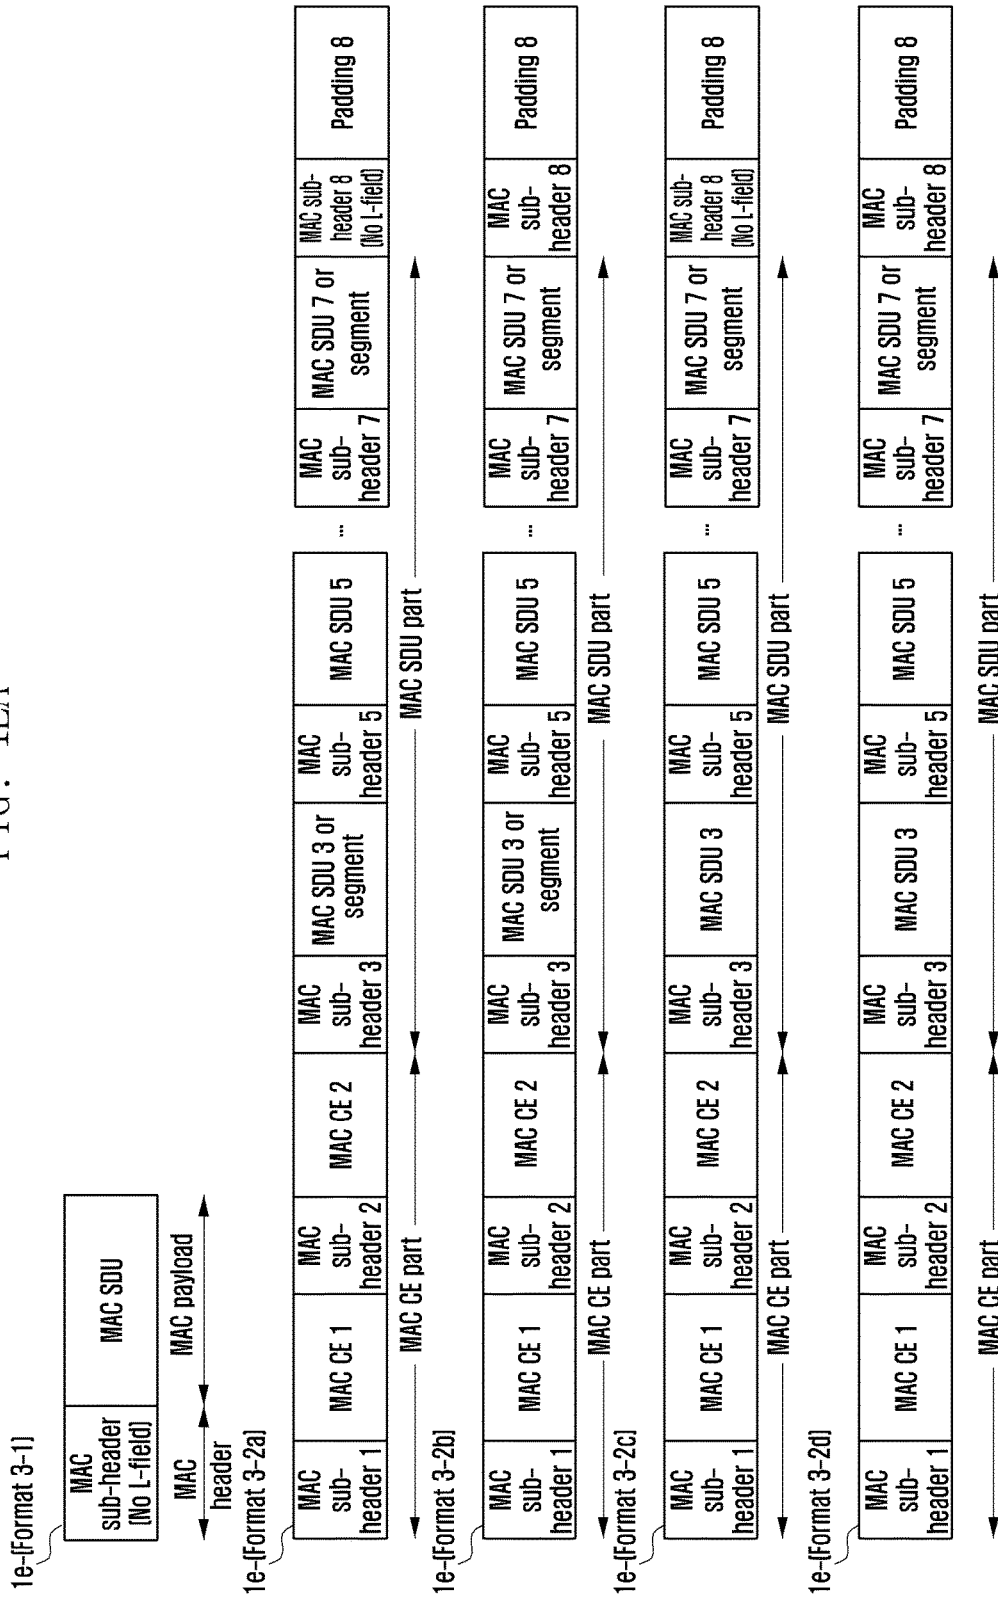 FIG. 1EA
1e-(Format 3-1)
MAC
sub-header
(No L-field)
MAC SDU
MAC
header
MAC payload
1e-(Format 3-2a)
MAC
sub-
header 1
MAC CE 1
MAC
sub-
header 2
MAC CE 2
MAC
sub-
header 3
MAC SDU 3 or
segment
MAC
sub-
header 5
MAC SDU 5
...
MAC
sub-
header 7
MAC SDU 7 or
segment
MAC sub-
header 8
(No L-field)
Padding 8
MAC CE part
MAC SDU part
1e-(Format 3-2b)
MAC
sub-
header 1
MAC CE 1
MAC
sub-
header 2
MAC CE 2
MAC
sub-
header 3
MAC SDU 3 or
segment
MAC
sub-
header 5
MAC SDU 5
...
MAC
sub-
header 7
MAC SDU 7 or
segment
MAC
sub-
header 8
Padding 8
MAC CE part
MAC SDU part
1e-(Format 3-2c)
MAC
sub-
header 1
MAC CE 1
MAC
sub-
header 2
MAC CE 2
MAC
sub-
header 3
MAC SDU 3
MAC
sub-
header 5
MAC SDU 5
...
MAC
sub-
header 7
MAC SDU 7 or
segment
MAC sub-
header 8
(No L-field)
Padding 8
MAC CE part
MAC SDU part
1e-(Format 3-2d)
MAC
sub-
header 1
MAC CE 1
MAC
sub-
header 2
MAC CE 2
MAC
sub-
header 3
MAC SDU 3
MAC
sub-
header 5
MAC SDU 5
...
MAC
sub-
header 7
MAC SDU 7 or
segment
MAC
sub-
header 8
Padding 8
MAC CE part
MAC SDU part